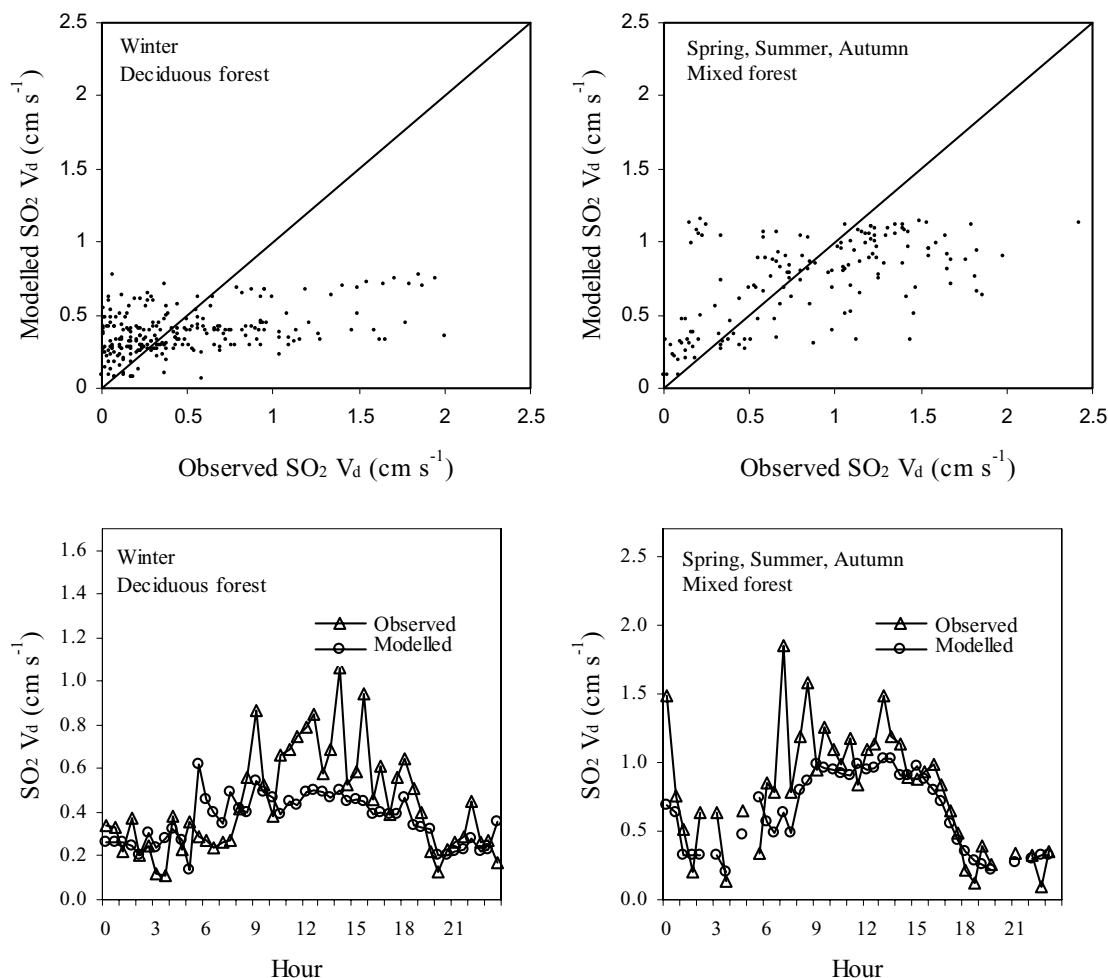 Winter
Deciduous forest
Modelled SO2 Vd (cm s-1)
2.5
2
1.5
1
0.5
0
0 0.5 1 1.5 2 2.5
Observed SO2 Vd (cm s-1)
Spring, Summer, Autumn
Mixed forest
Modelled SO2 Vd (cm s-1)
2.5
2
1.5
1
0.5
0
0 0.5 1 1.5 2 2.5
Observed SO2 Vd (cm s-1)
Winter
Deciduous forest
Observed
Modelled
SO2 Vd (cm s-1)
1.6
1.4
1.2
1.0
0.8
0.6
0.4
0.2
0.0
0 3 6 9 12 15 18 21
Hour
Spring, Summer, Autumn
Mixed forest
Observed
Modelled
SO2 Vd (cm s-1)
2.5
2.0
1.5
1.0
0.5
0.0
0 3 6 9 12 15 18 21
Hour